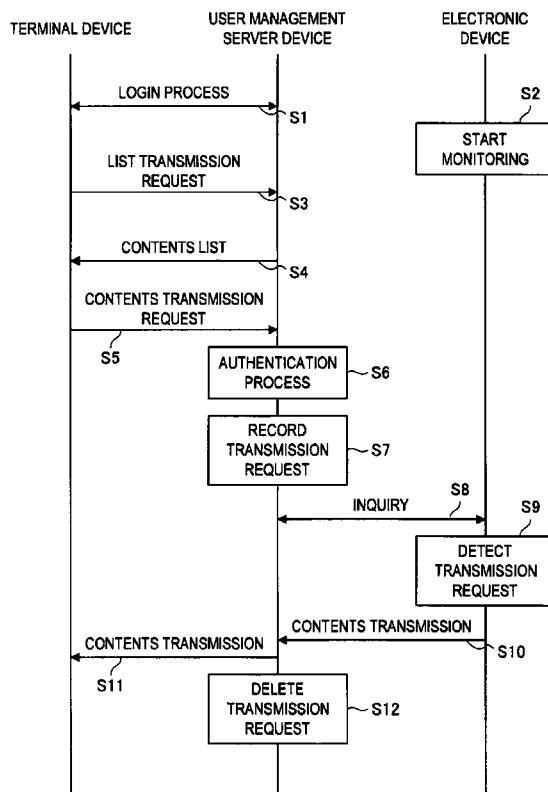 TERMINAL DEVICE
USER MANAGEMENT
SERVER DEVICE
ELECTRONIC
DEVICE
LOGIN PROCESS
S1
S2
START
MONITORING
LIST TRANSMISSION
REQUEST
S3
CONTENTS LIST
S4
CONTENTS TRANSMISSION
REQUEST
S5
AUTHENTICATION
PROCESS
S6
RECORD
TRANSMISSION
REQUEST
S7
INQUIRY
S8
S9
DETECT
TRANSMISSION
REQUEST
CONTENTS TRANSMISSION
S10
CONTENTS TRANSMISSION
S11
DELETE
TRANSMISSION
REQUEST
S12